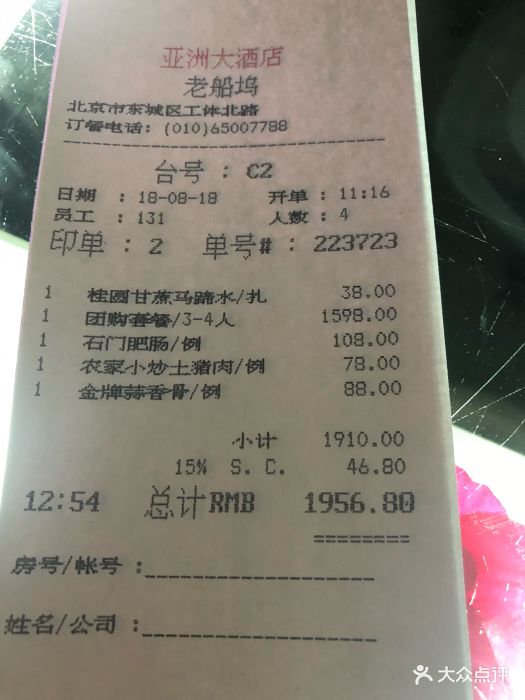 亚洲大酒店
老船坞
北京市东城区工体北路
订餐电话：(010)65007788
台号 : C2
日期 : 18-08-18 开单 : 11:16
员工 : 131 人数 : 4
印单 : 2 单号# : 223723
1 桂圆甘蔗马蹄水/扎 38.00
1 团购套餐/3-4人 1598.00
1 石门肥肠/例 108.00
1 农家小炒土猪肉/例 78.00
1 金牌蒜香骨/例 88.00
小计 1910.00
15% S. C. 46.80
12:54 总计RMB 1956.80
========
房号/帐号 :____________________
姓名/公司 :____________________
大众点评